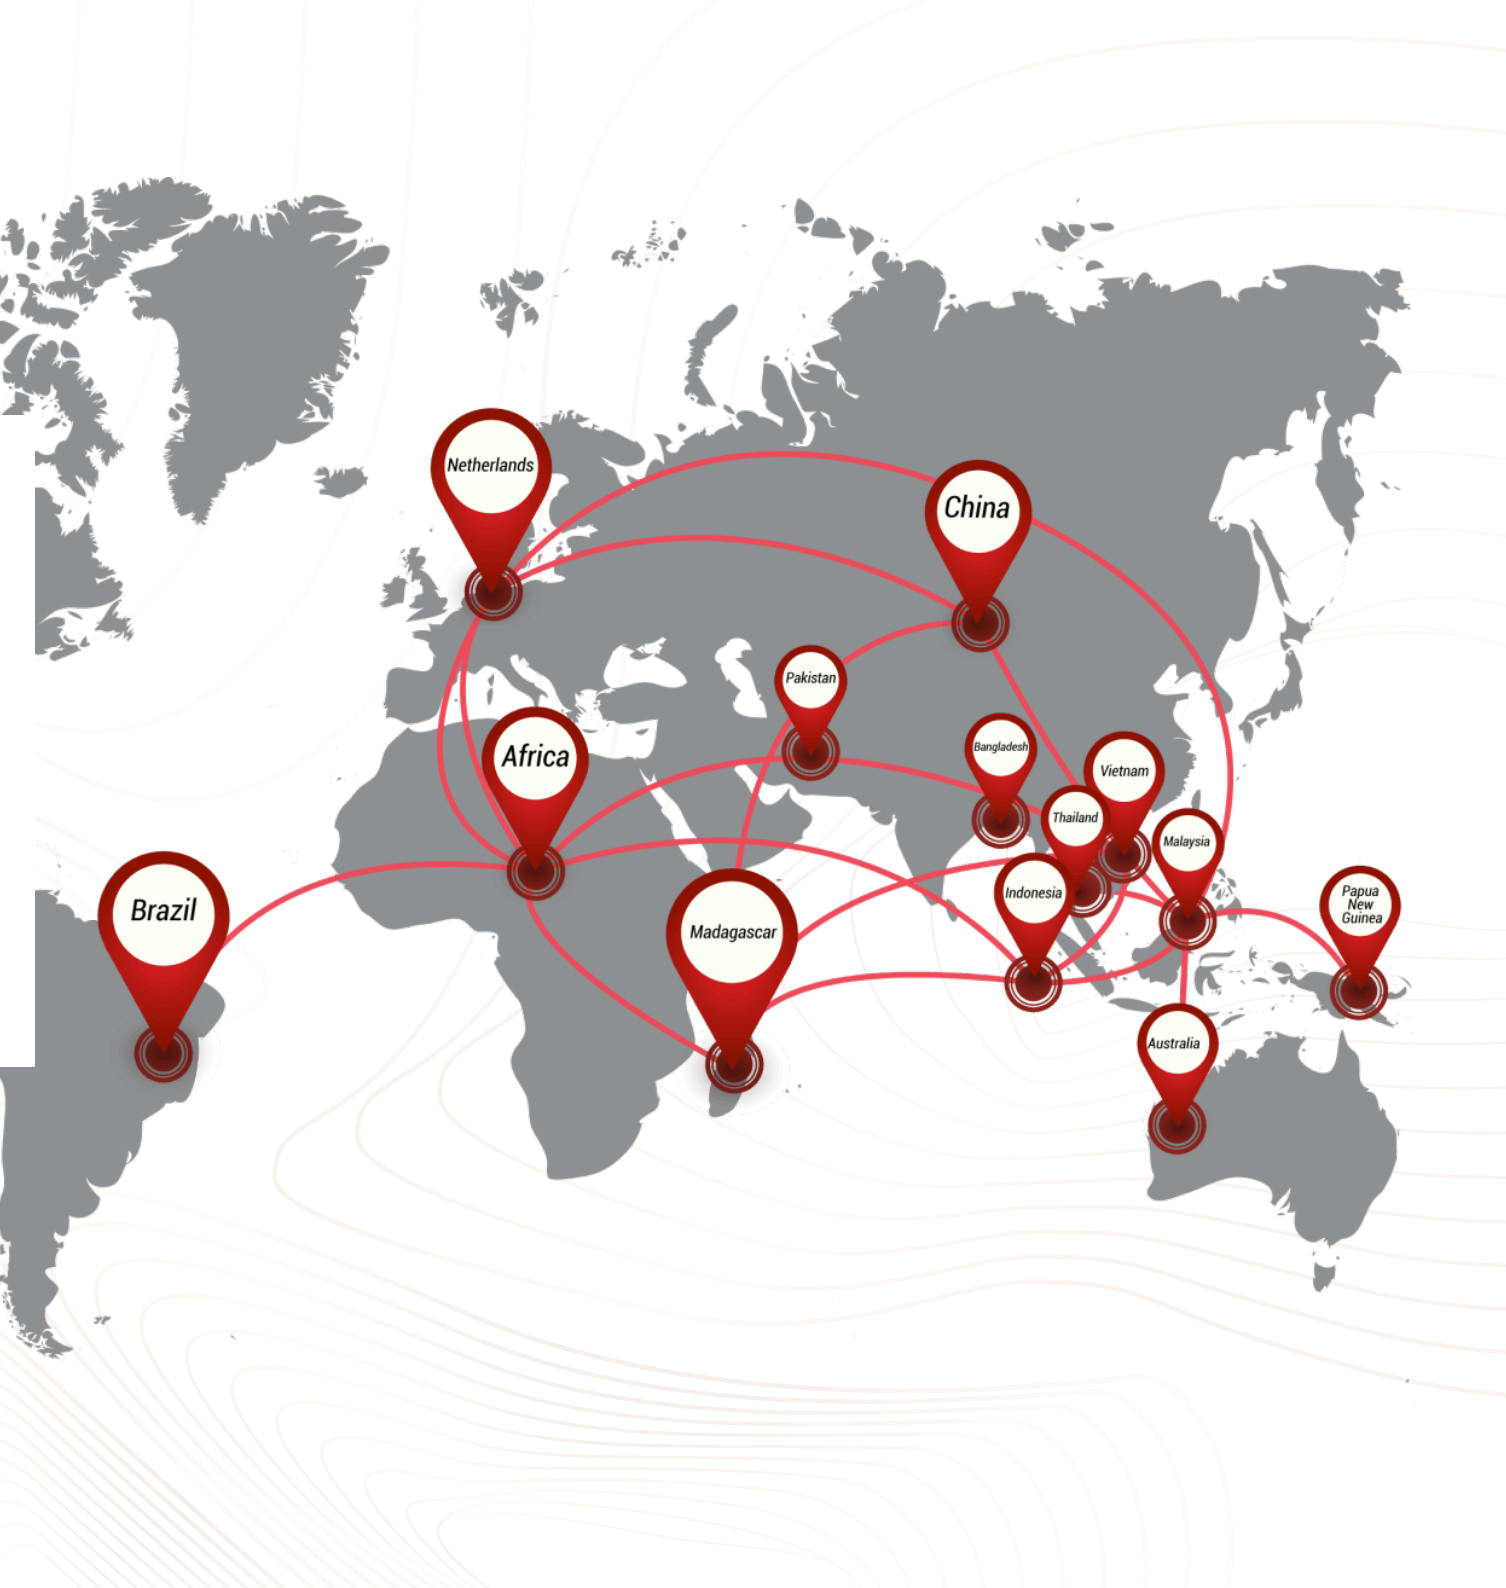 Netherlands
China
Pakistan
Bangladesh
Africa
Vietnam
Thailand
Malaysia
Indonesia
Papua
New
Guinea
Brazil
Madagascar
Australia